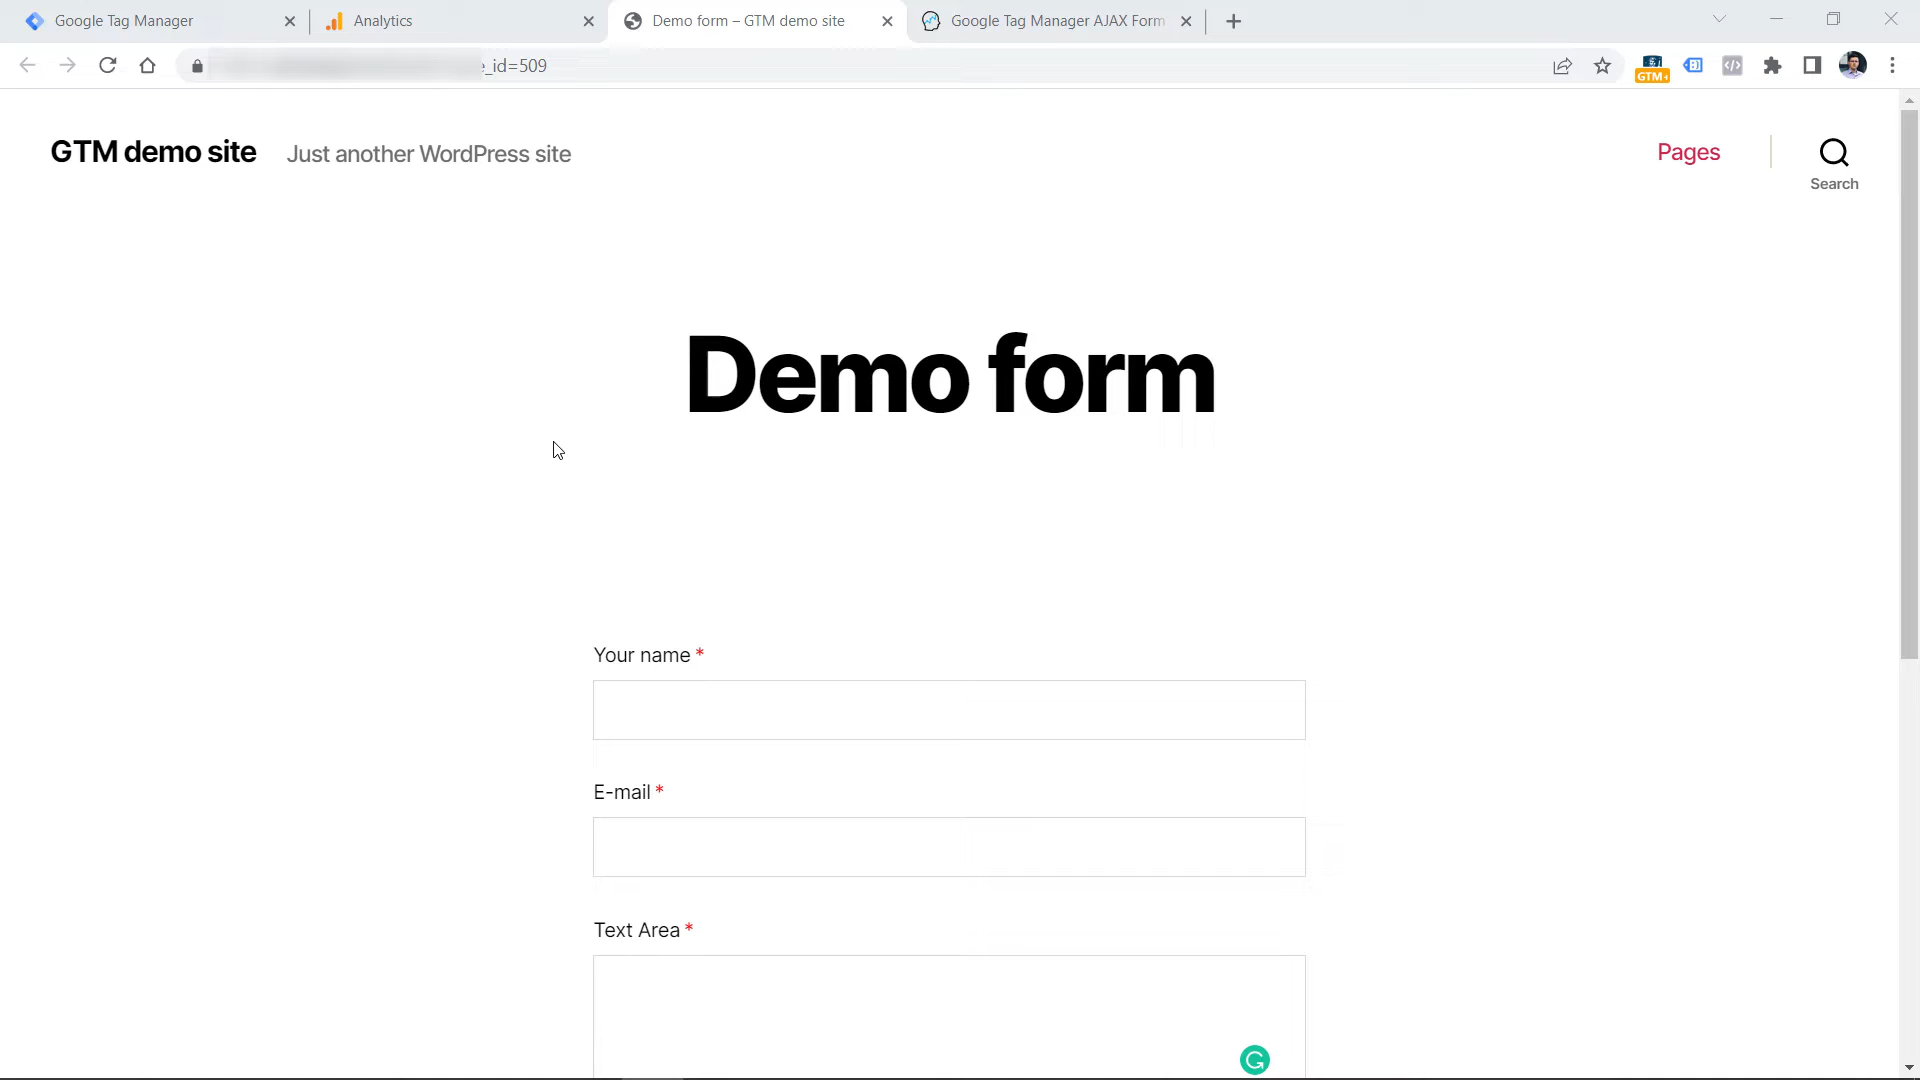 Google Tag Manager
Analytics
Demo form – GTM demo site
Google Tag Manager AJAX Form
_id=509
GTM
GTM demo site
Just another WordPress site
Pages
Search
Demo form
Your name *
E-mail *
Text Area *